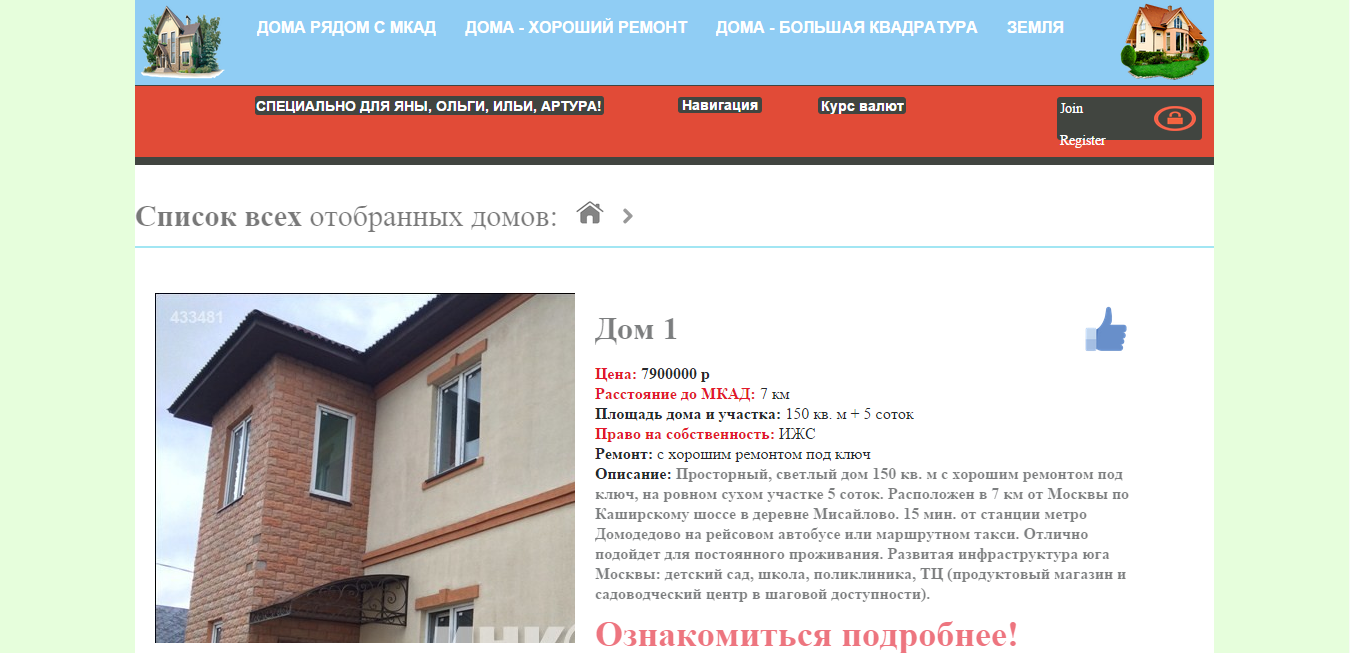 ДОМА РЯДОМ С МКАД ДОМА - ХОРОШИЙ РЕМОНТ ДОМА - БОЛЬШАЯ КВАДРАТУРА ЗЕМЛЯ
СПЕЦИАЛЬНО ДЛЯ ЯНЫ, ОЛЬГИ, ИЛЬИ, АРТУРА! Навигация Курс валют Join
Register
Список всех отобранных домов:
433481
Дом 1
Цена: 7900000 р
Расстояние до МКАД: 7 км
Площадь дома и участка: 150 кв. м + 5 соток
Право на собственность: ИЖС
Ремонт: с хорошим ремонтом под ключ
Описание: Просторный, светлый дом 150 кв. м с хорошим ремонтом под
ключ, на ровном сухом участке 5 соток. Расположен в 7 км от Москвы по
Каширскому шоссе в деревне Мисайлово. 15 мин. от станции метро
Домодедово на рейсовом автобусе или маршрутном такси. Отлично
подойдет для постоянного проживания. Развитая инфраструктура юга
Москвы: детский сад, школа, поликлиника, ТЦ (продуктовый магазин и
садоводческий центр в шаговой доступности).
Ознакомиться подробнее!